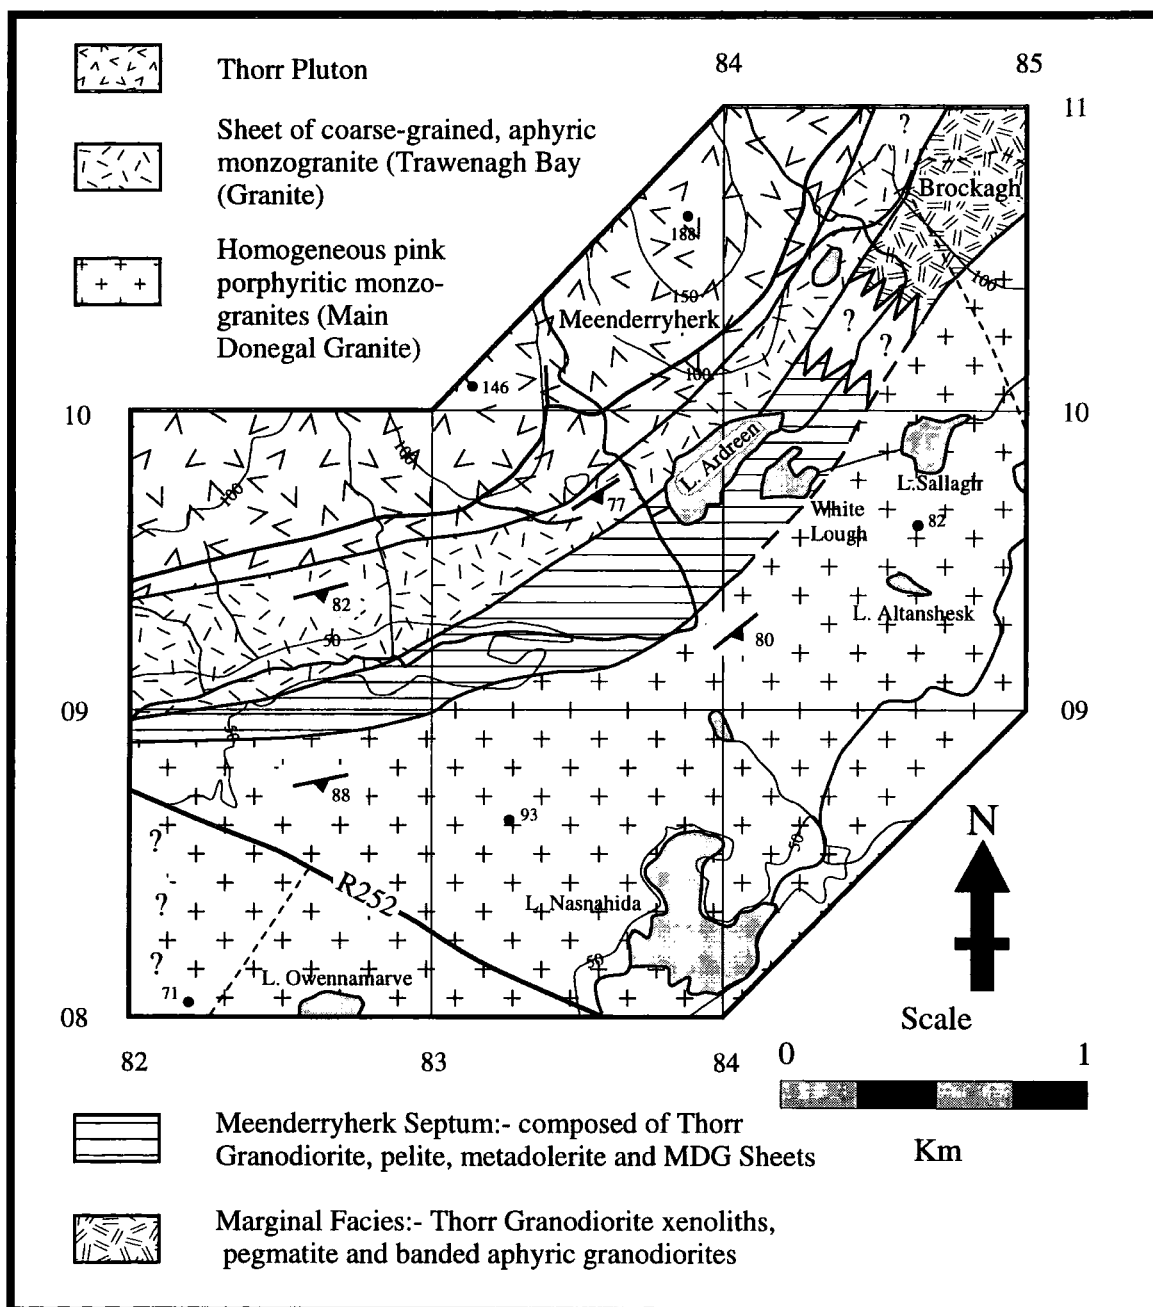 Thorr Pluton
Sheet of coarse-grained, aphyric
monzogranite (Trawenagh Bay
(Granite)
Homogeneous pink
porphyritic monzo-
granites (Main
Donegal Granite)
84
85
11
?
Brockagh
188
100
150
Meenderryherk
?
?
100
146
10
10
100
L. Ardreen
100
L.Sallagh
77
White
Lough
82
82
L. Altanshesk
50
80
09
09
50
88
93
?
50
N
R252
?
L. Nasnahida
?
50
L. Owennamarve
71
08
Scale
82
83
84
0
1
Km
Meenderryherk Septum:- composed of Thorr
Granodiorite, pelite, metadolerite and MDG Sheets
Marginal Facies:- Thorr Granodiorite xenoliths,
pegmatite and banded aphyric granodiorites